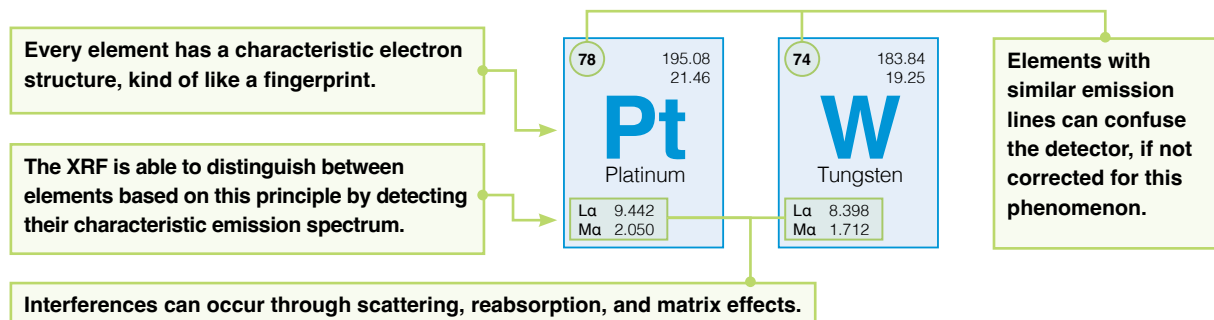 Every element has a characteristic electron
structure, kind of like a fingerprint.
The XRF is able to distinguish between
elements based on this principle by detecting
their characteristic emission spectrum.
78 195.08
21.46
Pt
Platinum
Lα 9.442
Mα 2.050
74 183.84
19.25
W
Tungsten
Lα 8.398
Mα 1.712
Elements with
similar emission
lines can confuse
the detector, if not
corrected for this
phenomenon.
Interferences can occur through scattering, reabsorption, and matrix effects.